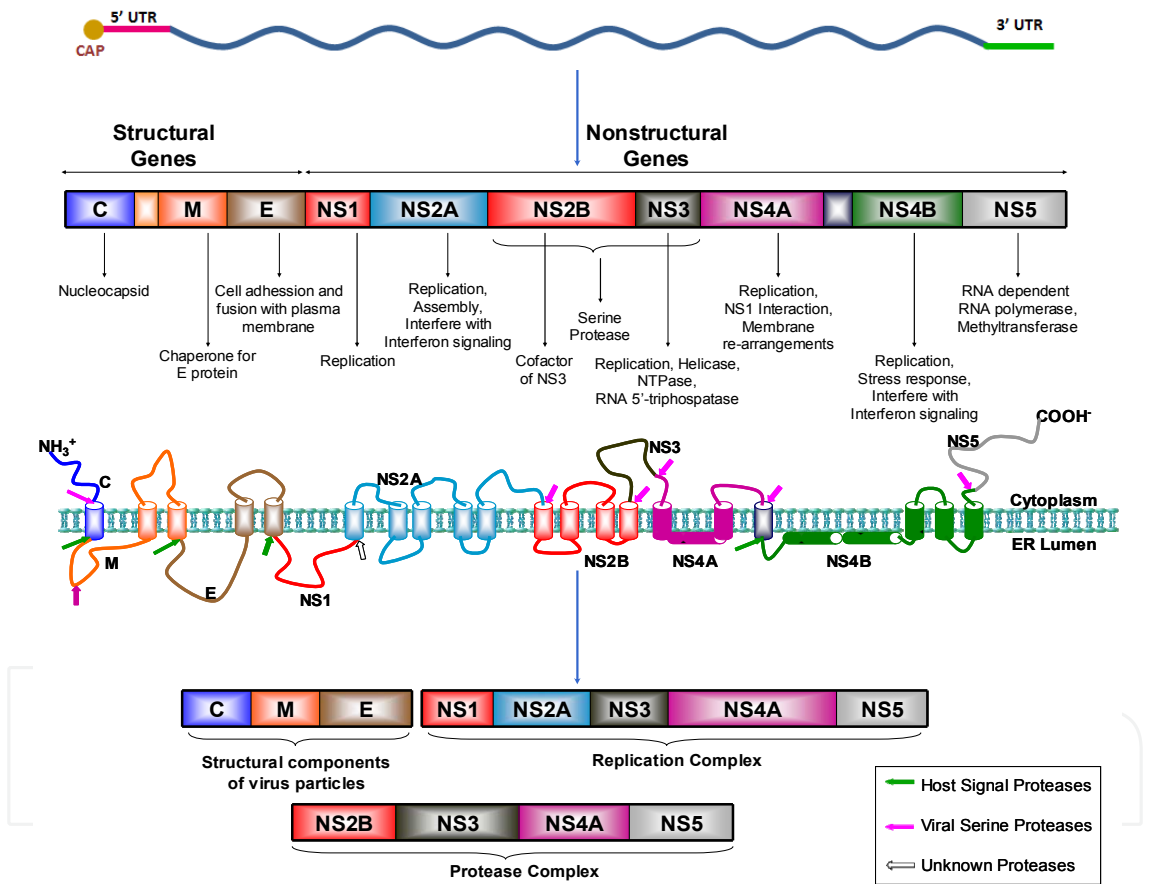 5’ UTR
3’ UTR
CAP
Structural
Genes
Nonstructural
Genes
C
M
E
NS1
NS2A
NS2B
NS3
NS4A
NS4B
NS5
Nucleocapsid
Chaperone for
E protein
Cell adhession and
fusion with plasma
membrane
Replication
Replication,
Assembly,
Interfere with
Interferon signaling
Cofactor
of NS3
Serine
Protease
Replication, Helicase,
NTPase,
RNA 5’-triphospatase
Replication,
NS1 Interaction,
Membrane
re-arrangements
Replication,
Stress response,
Interfere with
Interferon signaling
RNA dependent
RNA polymerase,
Methyltransferase
NH3+
C
M
E
NS1
NS2A
NS2B
NS3
NS4A
NS4B
NS5
COOH-
Cytoplasm
ER Lumen
C
M
E
NS1
NS2A
NS3
NS4A
NS5
Structural components
of virus particles
Replication Complex
NS2B
NS3
NS4A
NS5
Protease Complex
Host Signal Proteases
Viral Serine Proteases
Unknown Proteases